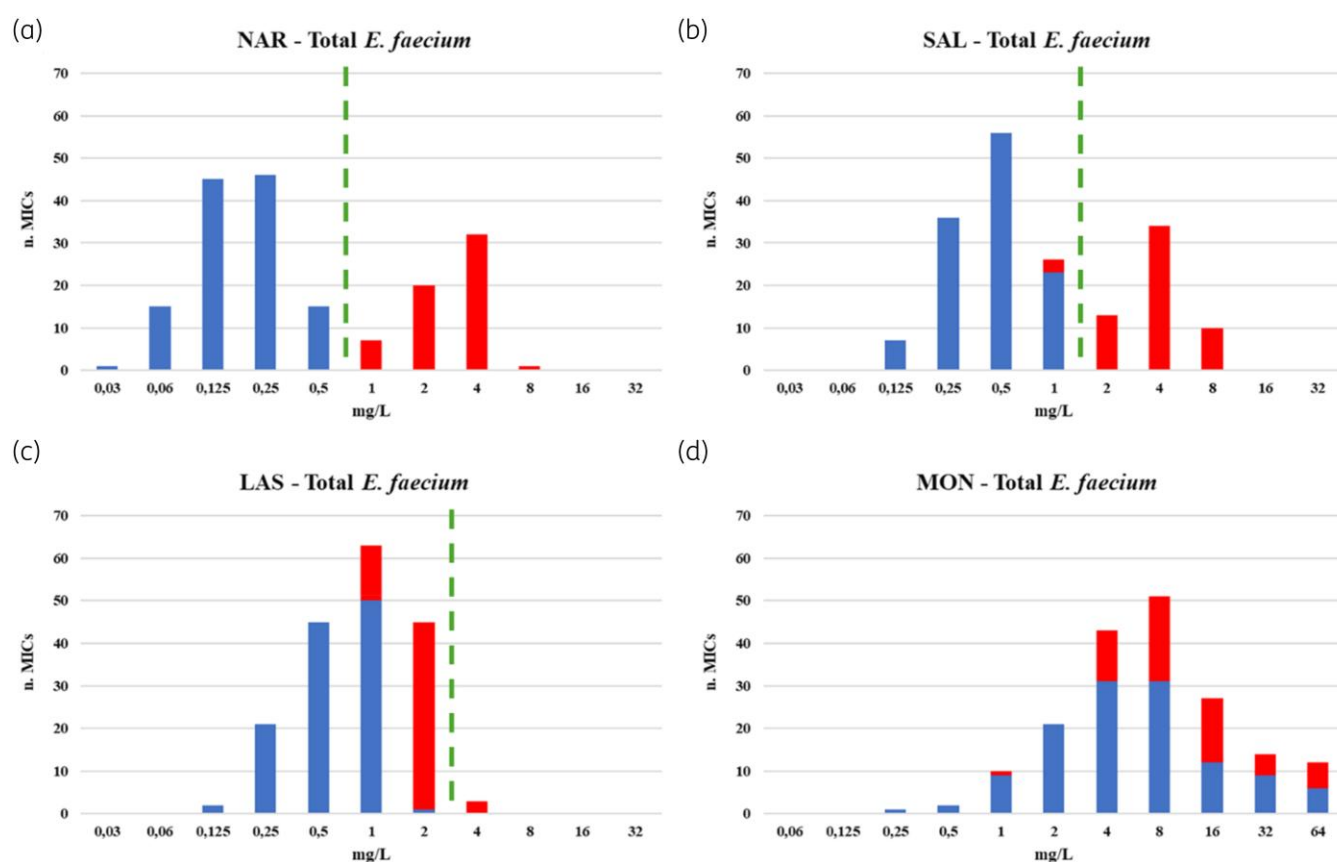 (a)
NAR - Total E. faecium
70
60
50
40
30
20
10
0
n. MICs
0,03 0,06 0,125 0,25 0,5 1 2 4 8 16 32
mg/L
(b)
SAL - Total E. faecium
70
60
50
40
30
20
10
0
n. MICs
0,03 0,06 0,125 0,25 0,5 1 2 4 8 16 32
mg/L
(c)
LAS - Total E. faecium
70
60
50
40
30
20
10
0
n. MICs
0,03 0,06 0,125 0,25 0,5 1 2 4 8 16 32
mg/L
(d)
MON - Total E. faecium
70
60
50
40
30
20
10
0
n. MICs
0,06 0,125 0,25 0,5 1 2 4 8 16 32 64
mg/L